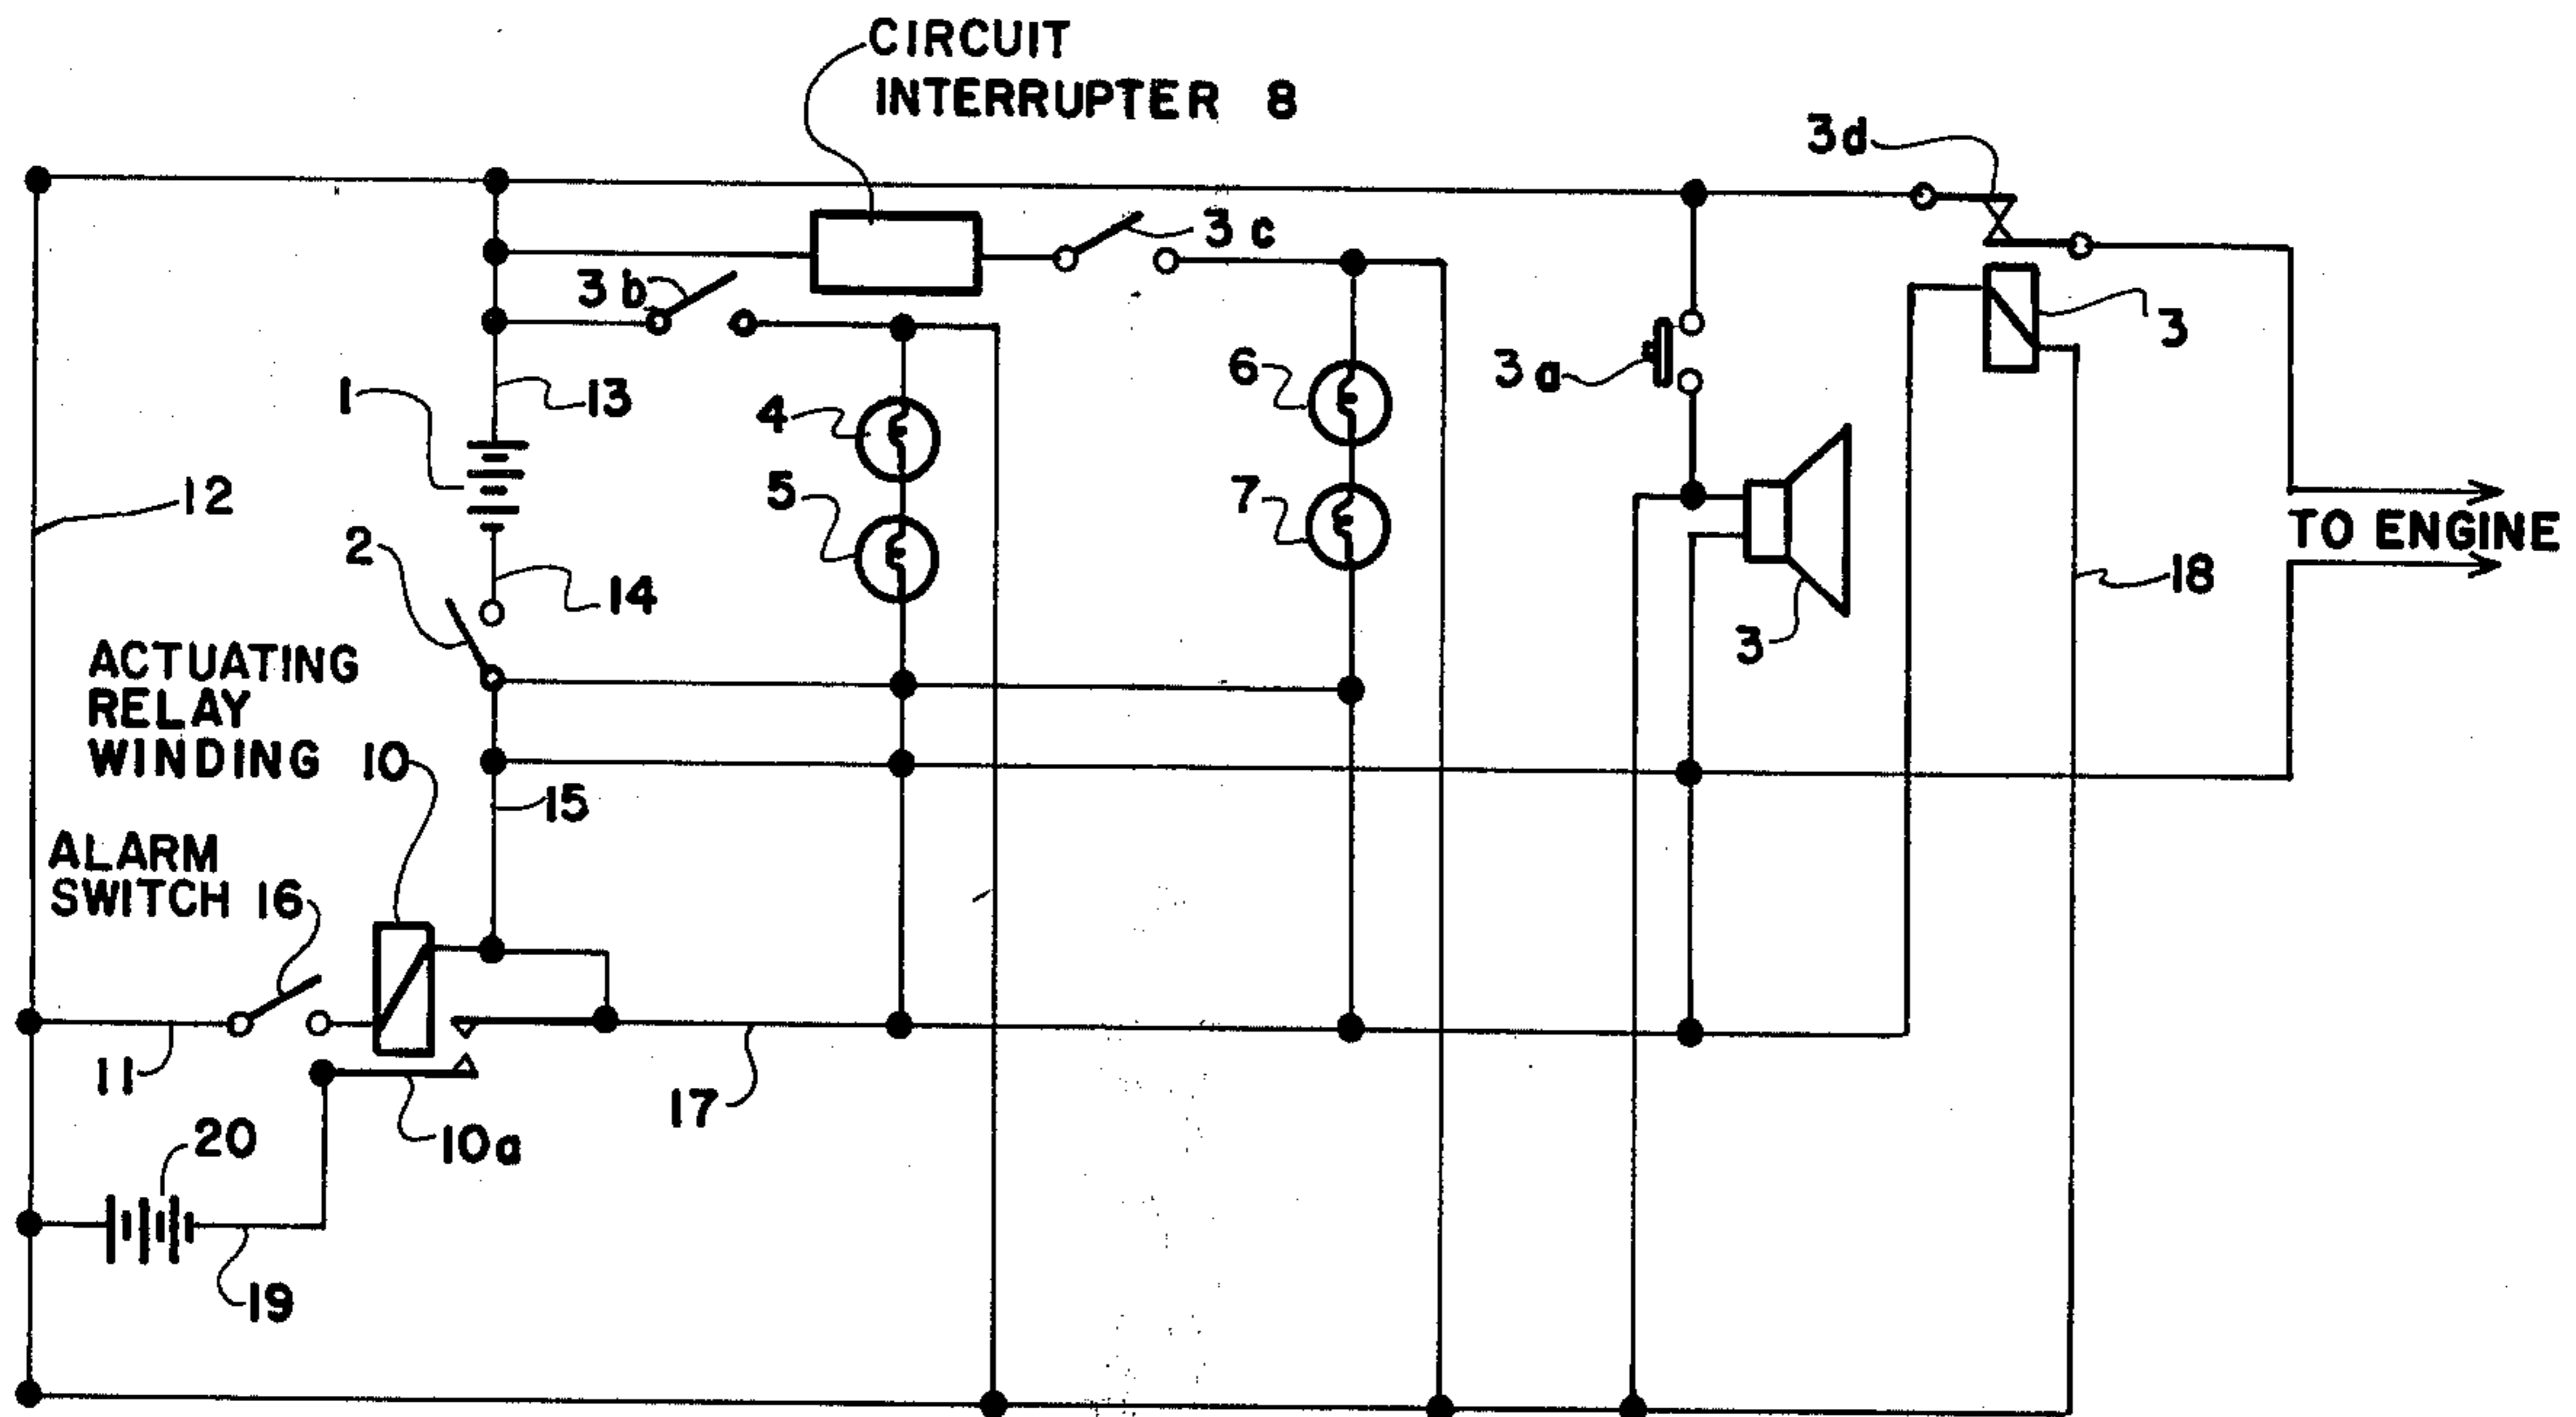 CIRCUIT
INTERRUPTER 8
3d
3c
3b
3
1
13
3a
6
4
12
5
7
2
TO ENGINE
14
18
3
ACTUATING
RELAY
WINDING 10
15
ALARM
SWITCH 16
11
17
20
10a
19